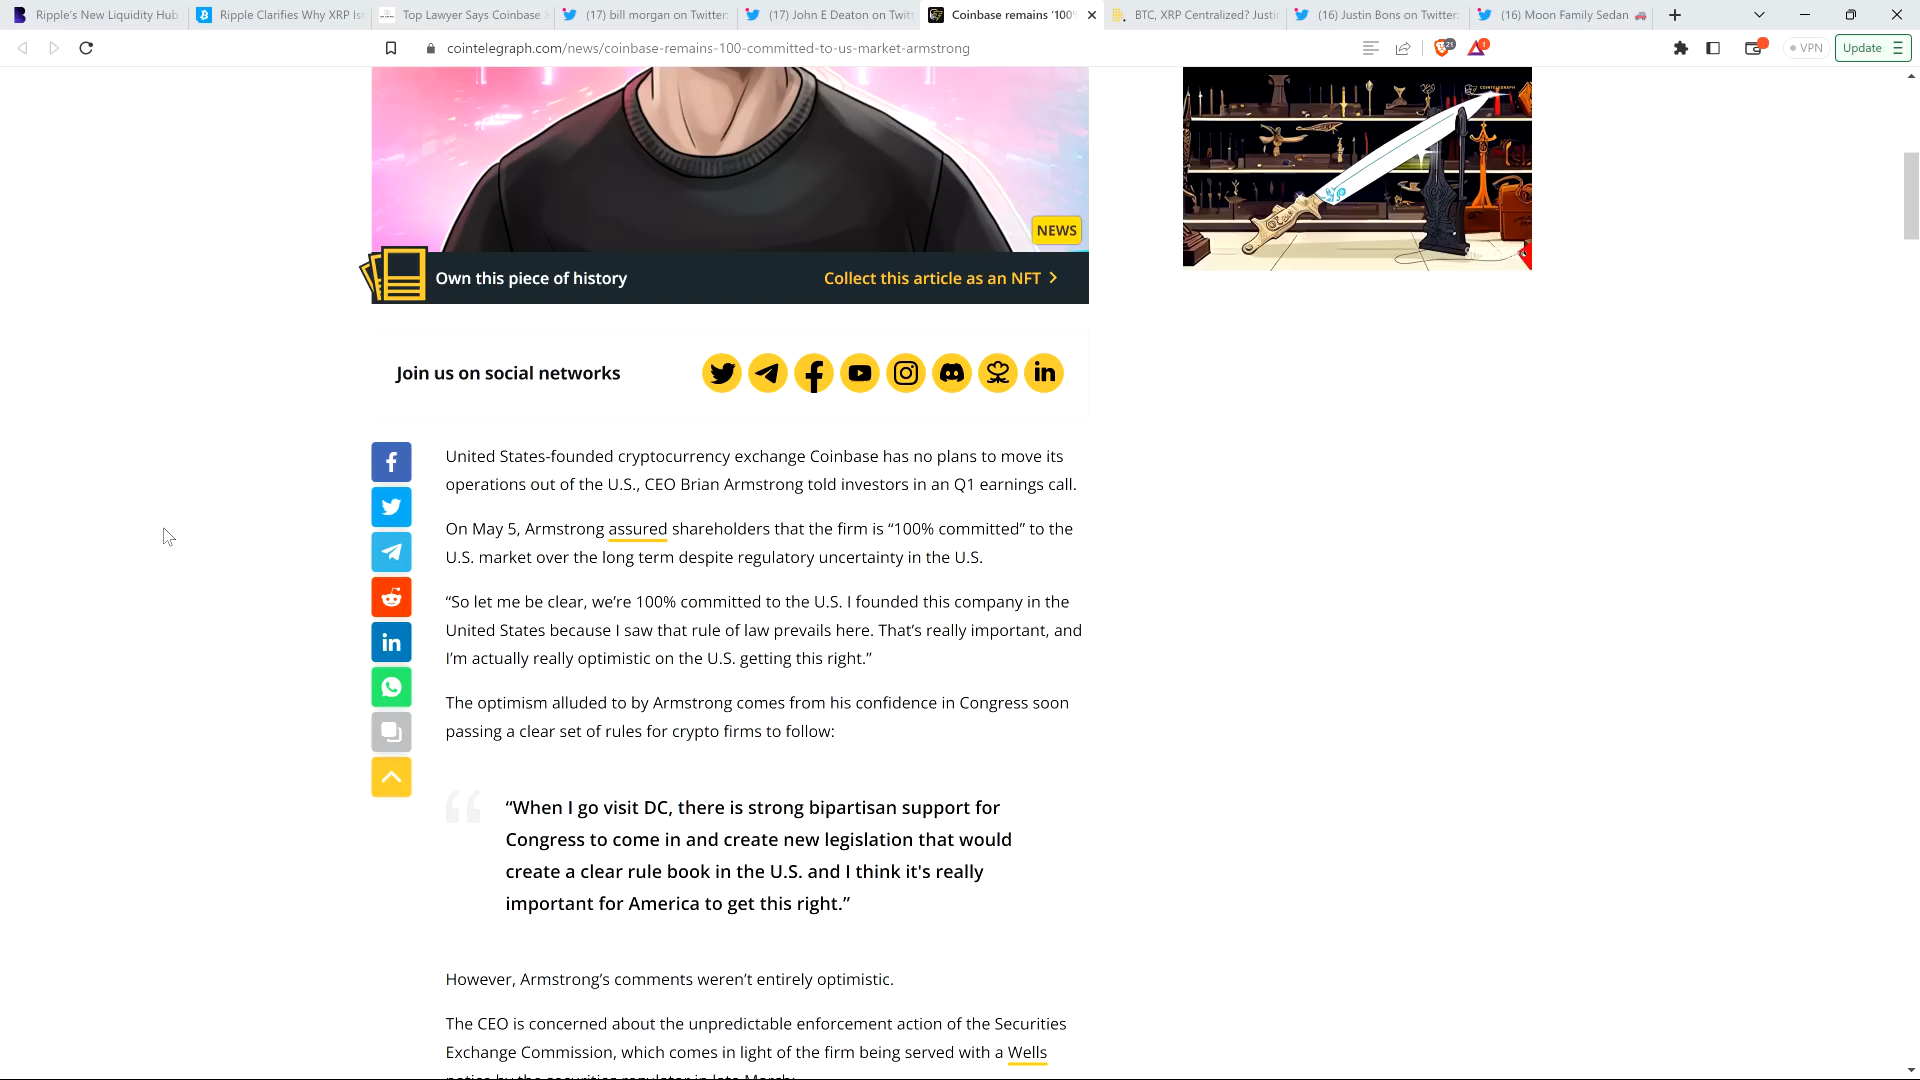 Ripple's New Liquidity Hub
Ripple Clarifies Why XRP Is
Top Lawyer Says Coinbase
(17) bill morgan on Twitter:
(17) John E Deaton on Twitt
Coinbase remains '100%
BTC, XRP Centralized? Justi
(16) Justin Bons on Twitter:
(16) Moon Family Sedan
cointelegraph.com/news/coinbase-remains-100-committed-to-us-market-armstrong
21
1
VPN
Update
COINTELEGRAPH
NEWS
Own this piece of history
Collect this article as an NFT
Join us on social networks
United States-founded cryptocurrency exchange Coinbase has no plans to move its
operations out of the U.S., CEO Brian Armstrong told investors in an Q1 earnings call.
On May 5, Armstrong assured shareholders that the firm is “100% committed” to the
U.S. market over the long term despite regulatory uncertainty in the U.S.
“So let me be clear, we’re 100% committed to the U.S. I founded this company in the
United States because I saw that rule of law prevails here. That’s really important, and
I’m actually really optimistic on the U.S. getting this right.”
The optimism alluded to by Armstrong comes from his confidence in Congress soon
passing a clear set of rules for crypto firms to follow:
“When I go visit DC, there is strong bipartisan support for
Congress to come in and create new legislation that would
create a clear rule book in the U.S. and I think it's really
important for America to get this right.”
However, Armstrong’s comments weren’t entirely optimistic.
The CEO is concerned about the unpredictable enforcement action of the Securities
Exchange Commission, which comes in light of the firm being served with a Wells
notice by the securities regulator in late March: